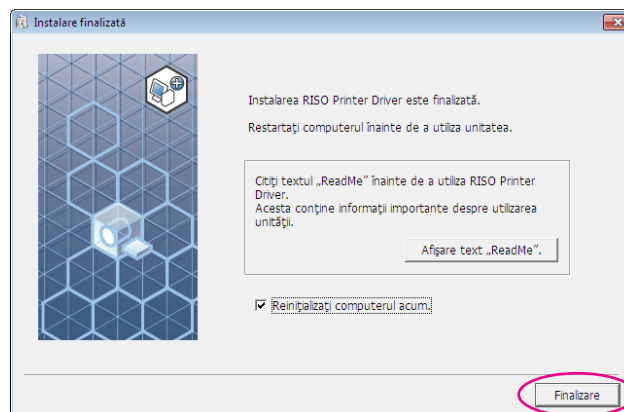 Instalare finalizată
Instalarea RISO Printer Driver este finalizată.
Restartați computerul înainte de a utiliza unitatea.
Citiți textul „ReadMe” înainte de a utiliza RISO Printer
Driver.
Acesta conține informații importante despre utilizarea
unității.
Afișare text „ReadMe”.
Reinițializați computerul acum.
Finalizare